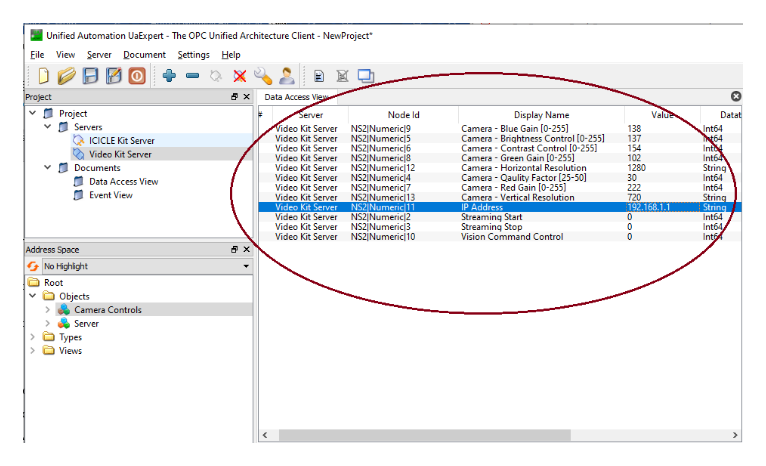 Unified Automation UaExpert - The OPC Unified Architecture Client - NewProject*
File View Server Document Settings Help
Project
Project
Servers
ICICLE Kit Server
Video Kit Server
Documents
Data Access View
Event View
Address Space
No Highlight
Root
Objects
Camera Controls
Server
Types
Views
Data Access View
# Server Node Id Display Name Value Datat
Video Kit Server NS2|Numeric|9 Camera - Blue Gain [0-255] 138 Int64
Video Kit Server NS2|Numeric|5 Camera - Brightness Control [0-255] 137 Int64
Video Kit Server NS2|Numeric|6 Camera - Contrast Control [0-255] 154 Int64
Video Kit Server NS2|Numeric|8 Camera - Green Gain [0-255] 102 Int64
Video Kit Server NS2|Numeric|12 Camera - Horizontal Resolution 1280 String
Video Kit Server NS2|Numeric|4 Camera - Qaulity Factor [25-50] 30 Int64
Video Kit Server NS2|Numeric|7 Camera - Red Gain [0-255] 222 Int64
Video Kit Server NS2|Numeric|13 Camera - Vertical Resolution 720 String
Video Kit Server NS2|Numeric|11 IP Address 192.168.1.1 String
Video Kit Server NS2|Numeric|2 Streaming Start 0 Int64
Video Kit Server NS2|Numeric|3 Streaming Stop 0 Int64
Video Kit Server NS2|Numeric|10 Vision Command Control 0 Int64